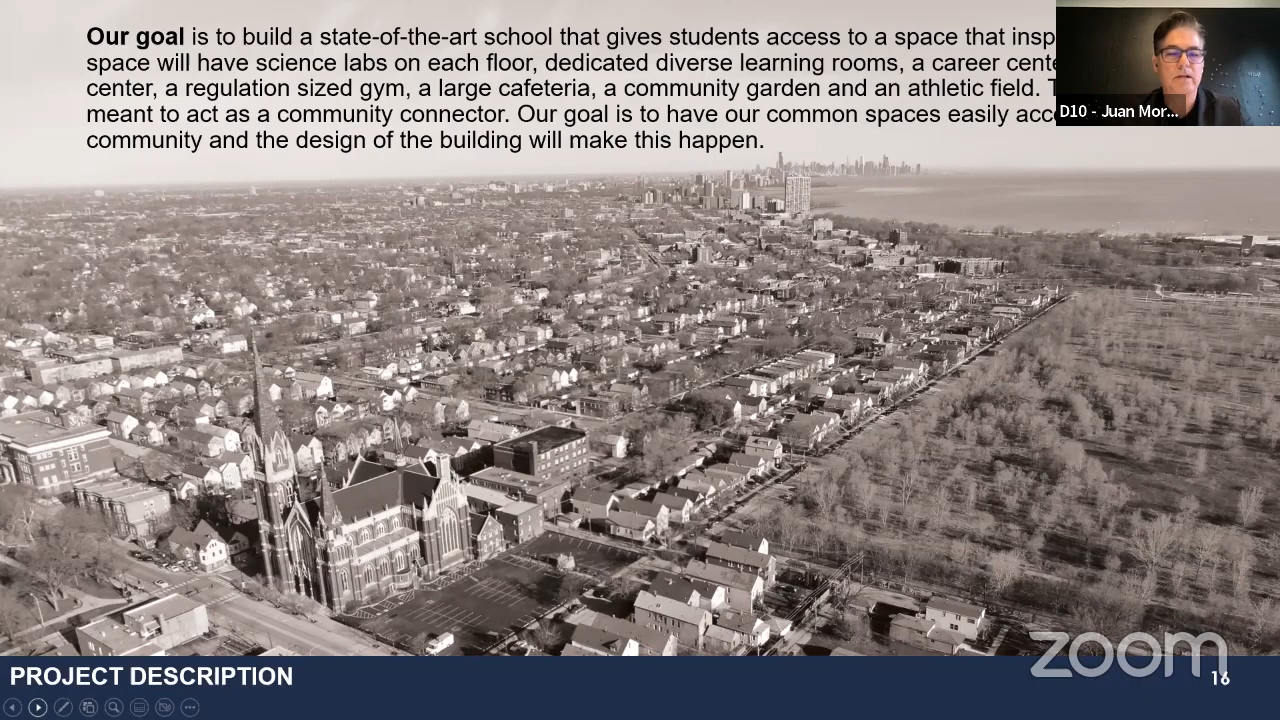 Our goal is to build a state-of-the-art school that gives students access to a space that
space will have science labs on each floor, dedicated diverse learning rooms, a career
center, a regulation sized gym, a large cafeteria, a community garden and an athletic field.
meant to act as a community connector. Our goal is to have our common spaces easily
community and the design of the building will make this happen.
D10 - Juan Mor...
zoom
PROJECT DESCRIPTION
16